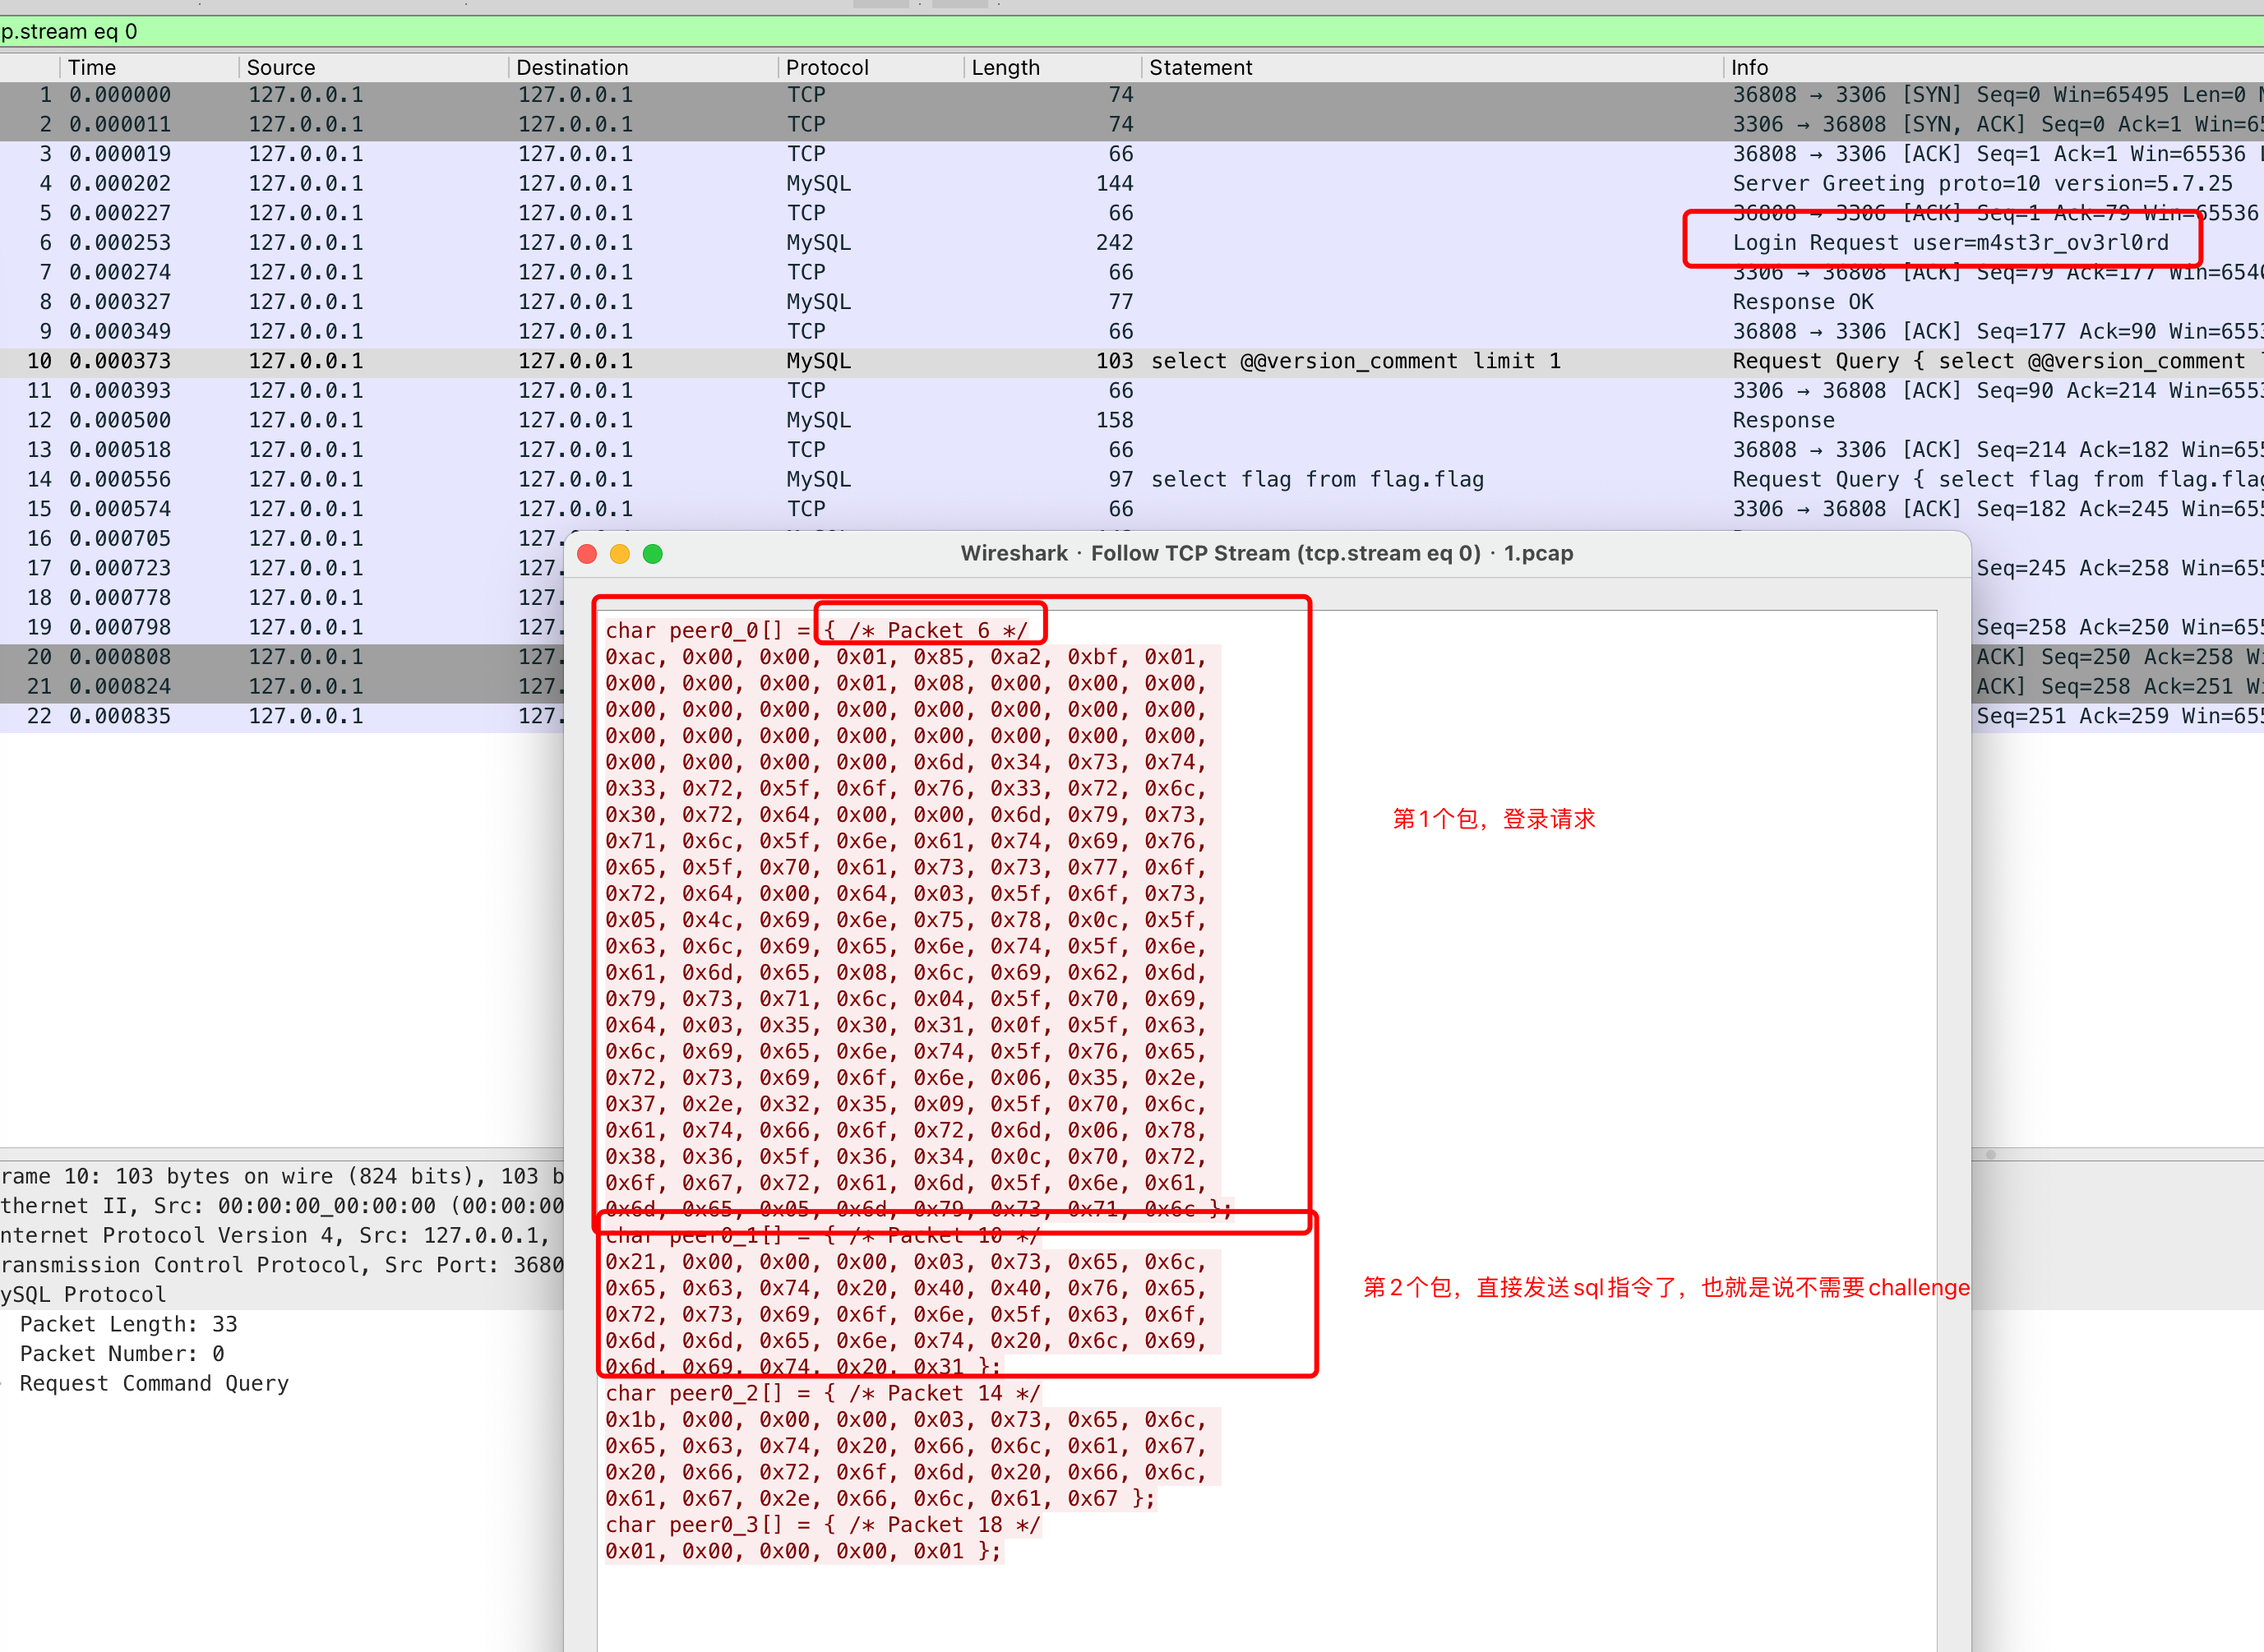 p.stream eq 0
Time Source Destination Protocol Length Statement Info
1 0.000000 127.0.0.1 127.0.0.1 TCP 74 36808 → 3306 [SYN] Seq=0 Win=65495 Len=0
2 0.000011 127.0.0.1 127.0.0.1 TCP 74 3306 → 36808 [SYN, ACK] Seq=0 Ack=1 Win=65
3 0.000019 127.0.0.1 127.0.0.1 TCP 66 36808 → 3306 [ACK] Seq=1 Ack=1 Win=65536
4 0.000202 127.0.0.1 127.0.0.1 MySQL 144 Server Greeting proto=10 version=5.7.25
5 0.000227 127.0.0.1 127.0.0.1 TCP 66 36808 → 3306 [ACK] Seq=1 Ack=79 Win=65536
6 0.000253 127.0.0.1 127.0.0.1 MySQL 242 Login Request user=m4st3r_ov3rl0rd
7 0.000274 127.0.0.1 127.0.0.1 TCP 66 3306 → 36808 [ACK] Seq=79 Ack=177 Win=6540
8 0.000327 127.0.0.1 127.0.0.1 MySQL 77 Response OK
9 0.000349 127.0.0.1 127.0.0.1 TCP 66 36808 → 3306 [ACK] Seq=177 Ack=90 Win=6553
10 0.000373 127.0.0.1 127.0.0.1 MySQL 103 select @@version_comment limit 1 Request Query { select @@version_comment
11 0.000393 127.0.0.1 127.0.0.1 TCP 66 3306 → 36808 [ACK] Seq=90 Ack=214 Win=6553
12 0.000500 127.0.0.1 127.0.0.1 MySQL 158 Response
13 0.000518 127.0.0.1 127.0.0.1 TCP 66 36808 → 3306 [ACK] Seq=214 Ack=182 Win=655
14 0.000556 127.0.0.1 127.0.0.1 MySQL 97 select flag from flag.flag Request Query { select flag from flag.flag
15 0.000574 127.0.0.1 127.0.0.1 TCP 66 3306 → 36808 [ACK] Seq=182 Ack=245 Win=655
16 0.000705 127.0.0.1 127.
17 0.000723 127.0.0.1 127. Seq=245 Ack=258 Win=655
18 0.000778 127.0.0.1 127.
19 0.000798 127.0.0.1 127. Seq=258 Ack=250 Win=655
20 0.000808 127.0.0.1 127. ACK] Seq=250 Ack=258 Wi
21 0.000824 127.0.0.1 127. ACK] Seq=258 Ack=251 Wi
22 0.000835 127.0.0.1 127. Seq=251 Ack=259 Win=655
Wireshark · Follow TCP Stream (tcp.stream eq 0) · 1.pcap
char peer0_0[] = { /* Packet 6 */
0xac, 0x00, 0x00, 0x01, 0x85, 0xa2, 0xbf, 0x01,
0x00, 0x00, 0x00, 0x01, 0x08, 0x00, 0x00, 0x00,
0x00, 0x00, 0x00, 0x00, 0x00, 0x00, 0x00, 0x00,
0x00, 0x00, 0x00, 0x00, 0x00, 0x00, 0x00, 0x00,
0x00, 0x00, 0x00, 0x00, 0x6d, 0x34, 0x73, 0x74,
0x33, 0x72, 0x5f, 0x6f, 0x76, 0x33, 0x72, 0x6c,
0x30, 0x72, 0x64, 0x00, 0x00, 0x6d, 0x79, 0x73,
0x71, 0x6c, 0x5f, 0x6e, 0x61, 0x74, 0x69, 0x76,
0x65, 0x5f, 0x70, 0x61, 0x73, 0x73, 0x77, 0x6f,
0x72, 0x64, 0x00, 0x64, 0x03, 0x5f, 0x6f, 0x73,
0x05, 0x4c, 0x69, 0x6e, 0x75, 0x78, 0x0c, 0x5f,
0x63, 0x6c, 0x69, 0x65, 0x6e, 0x74, 0x5f, 0x6e,
0x61, 0x6d, 0x65, 0x08, 0x6c, 0x69, 0x62, 0x6d,
0x79, 0x73, 0x71, 0x6c, 0x04, 0x5f, 0x70, 0x69,
0x64, 0x03, 0x35, 0x30, 0x31, 0x0f, 0x5f, 0x63,
0x6c, 0x69, 0x65, 0x6e, 0x74, 0x5f, 0x76, 0x65,
0x72, 0x73, 0x69, 0x6f, 0x6e, 0x06, 0x35, 0x2e,
0x37, 0x2e, 0x32, 0x35, 0x09, 0x5f, 0x70, 0x6c,
0x61, 0x74, 0x66, 0x6f, 0x72, 0x6d, 0x06, 0x78,
0x38, 0x36, 0x5f, 0x36, 0x34, 0x0c, 0x70, 0x72,
0x6f, 0x67, 0x72, 0x61, 0x6d, 0x5f, 0x6e, 0x61,
0x6d, 0x65, 0x05, 0x6d, 0x79, 0x73, 0x71, 0x6c };
char peer0_1[] = { /* Packet 10 */
0x21, 0x00, 0x00, 0x00, 0x03, 0x73, 0x65, 0x6c,
0x65, 0x63, 0x74, 0x20, 0x40, 0x40, 0x76, 0x65,
0x72, 0x73, 0x69, 0x6f, 0x6e, 0x5f, 0x63, 0x6f,
0x6d, 0x6d, 0x65, 0x6e, 0x74, 0x20, 0x6c, 0x69,
0x6d, 0x69, 0x74, 0x20, 0x31 };
char peer0_2[] = { /* Packet 14 */
0x1b, 0x00, 0x00, 0x00, 0x03, 0x73, 0x65, 0x6c,
0x65, 0x63, 0x74, 0x20, 0x66, 0x6c, 0x61, 0x67,
0x20, 0x66, 0x72, 0x6f, 0x6d, 0x20, 0x66, 0x6c,
0x61, 0x67, 0x2e, 0x66, 0x6c, 0x61, 0x67 };
char peer0_3[] = { /* Packet 18 */
0x01, 0x00, 0x00, 0x00, 0x01 };
第1个包，登录请求
第2个包，直接发送sql指令了，也就是说不需要challenge
rame 10: 103 bytes on wire (824 bits), 103 b
thernet II, Src: 00:00:00_00:00:00 (00:00:00
nternet Protocol Version 4, Src: 127.0.0.1,
ransmission Control Protocol, Src Port: 3680
ySQL Protocol
Packet Length: 33
Packet Number: 0
Request Command Query